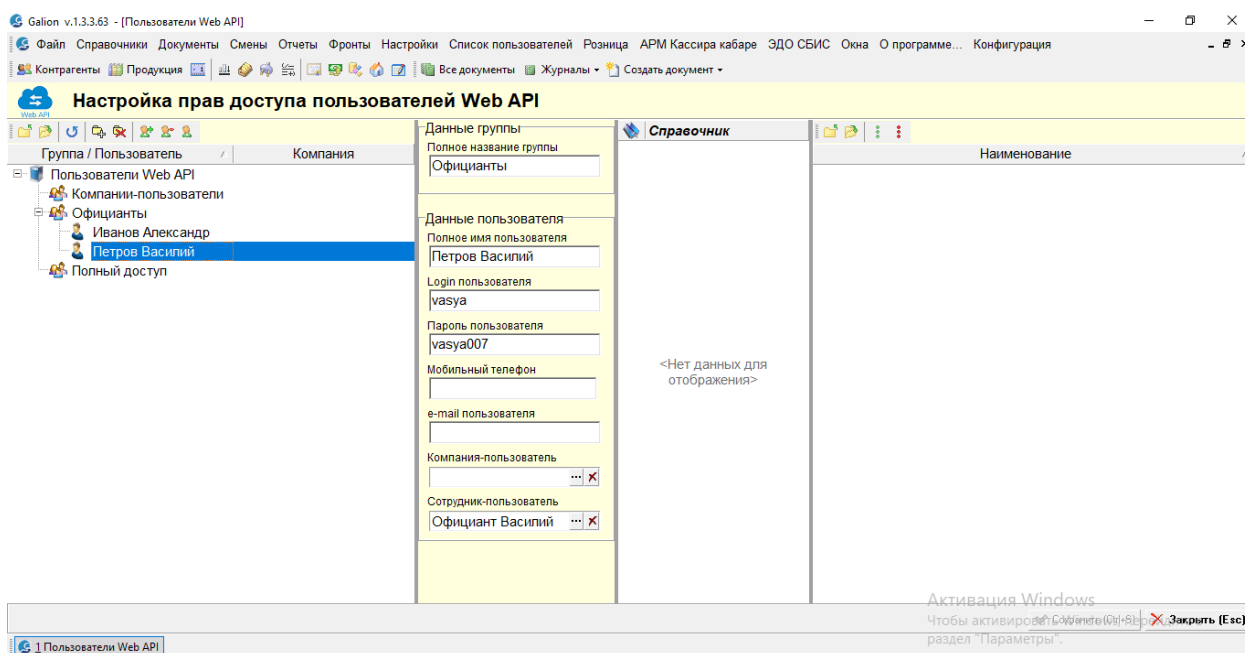 Galion v.1.3.3.63 - [Пользователи Web API]
Файл Справочники Документы Смены Отчеты Фронты Настройки Список пользователей Розница АРМ Кассира кабаре ЭДО СБИС Окна О программе... Конфигурация
Контрагенты Продукция Все документы Журналы Создать документ
Настройка прав доступа пользователей Web API
Web API
Группа / Пользователь Компания
Пользователи Web API
Компании-пользователи
Официанты
Иванов Александр
Петров Василий
Полный доступ
Данные группы
Полное название группы
Официанты
Данные пользователя
Полное имя пользователя
Петров Василий
Login пользователя
vasya
Пароль пользователя
vasya007
Мобильный телефон
e-mail пользователя
Компания-пользователь
Сотрудник-пользователь
Официант Василий
Справочник
<Нет данных для
отображения>
Наименование
Активация Windows
Чтобы активировать Windows, перейдите в
раздел "Параметры".
Сохранить (Ctrl+S)
Закрыть (Esc)
1 Пользователи Web API